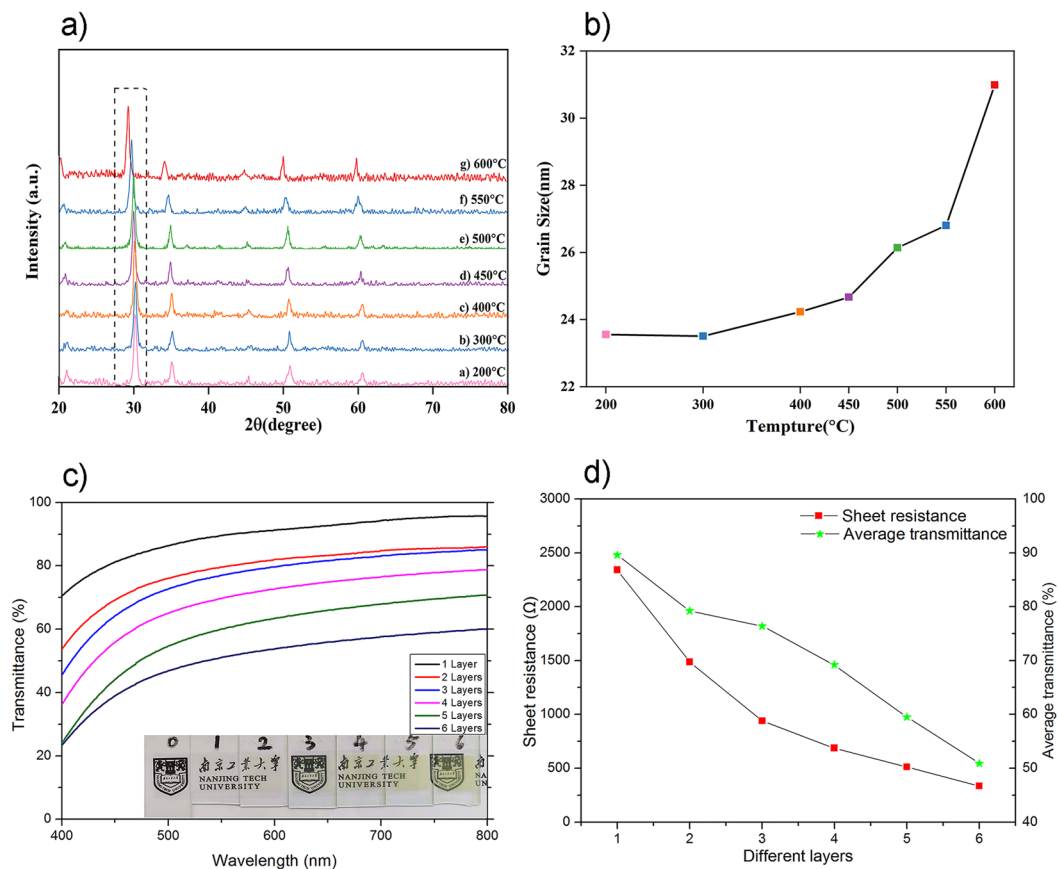 a)
Intensity (a.u.)
g) 600°C
f) 550°C
e) 500°C
d) 450°C
c) 400°C
b) 300°C
a) 200°C
20 30 40 50 60 70 80
2θ(degree)
b)
Grain Size(nm)
32
30
28
26
24
22
200 300 400 450 500 550 600
Tempture(°C)
c)
Transmittance (%)
100
80
60
40
20
0
1 Layer
2 Layers
3 Layers
4 Layers
5 Layers
6 Layers
0 1 2 3 4 5 6
南京工业大学
NANJING TECH
UNIVERSITY
南京工业大学
NANJING TECH
UNIVERSITY
400 500 600 700 800
Wavelength (nm)
d)
Sheet resistance (Ω)
3000
2500
2000
1500
1000
500
0
Sheet resistance
Average transmittance
100
90
80
70
60
50
40
Average transmittance (%)
1 2 3 4 5 6
Different layers